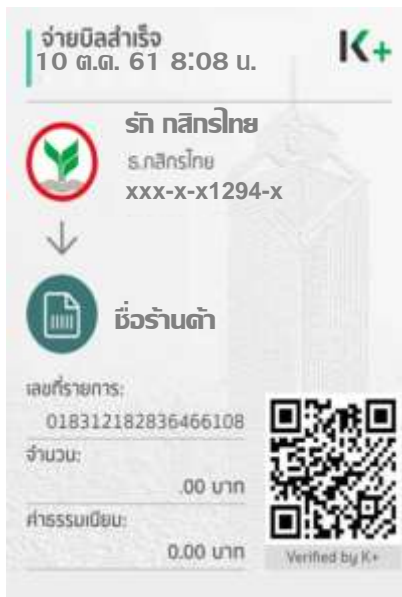 จ่ายบิลสำเร็จ
10 ต.ค. 61 8:08 น.
K+
รัก กสิกรไทย
ธ.กสิกรไทย
xxx-x-x1294-x
ชื่อร้านค้า
เลขที่รายการ:
018312182836466108
จำนวน:
.00 บาท
ค่าธรรมเนียม:
0.00 บาท
Verified by K+